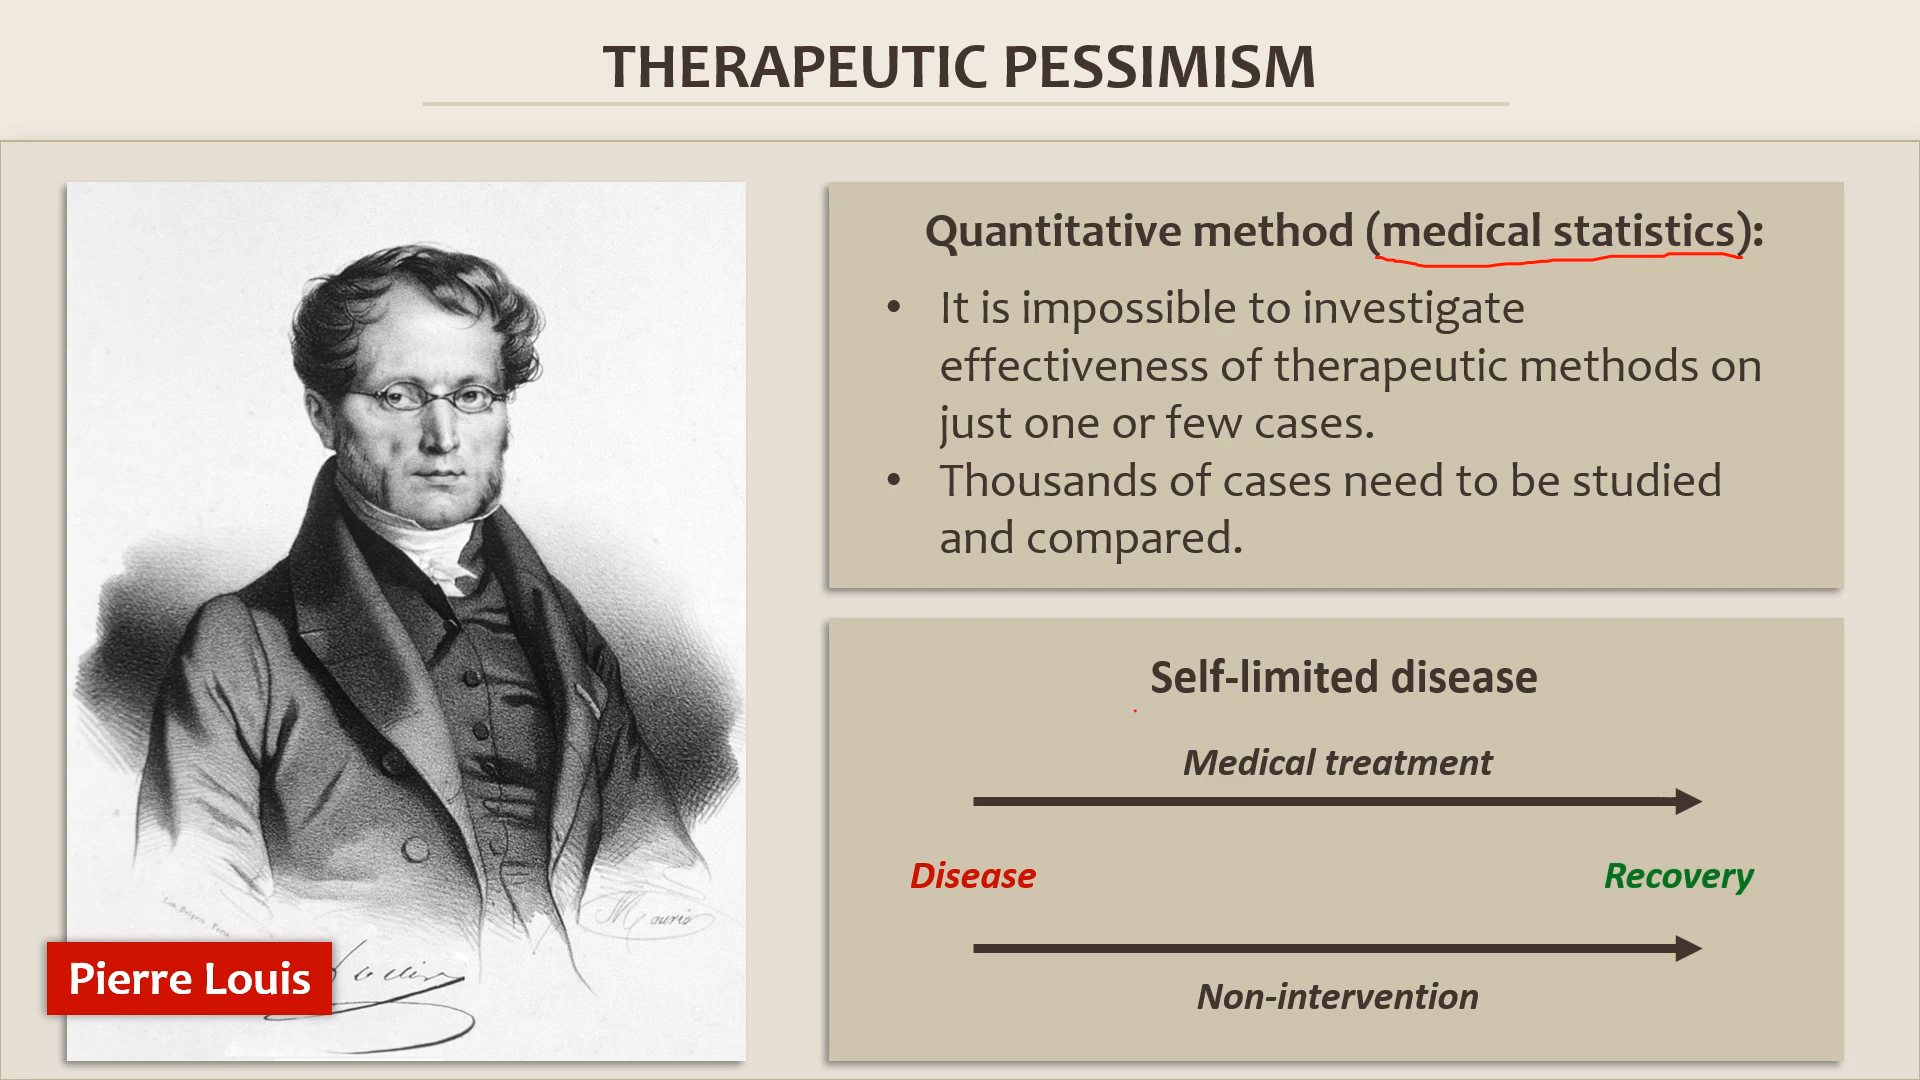 THERAPEUTIC PESSIMISM
Quantitative method (medical statistics):
• It is impossible to investigate
effectiveness of therapeutic methods on
just one or few cases.
• Thousands of cases need to be studied
and compared.
Self-limited disease
Medical treatment
Disease
Recovery
Non-intervention
Pierre Louis